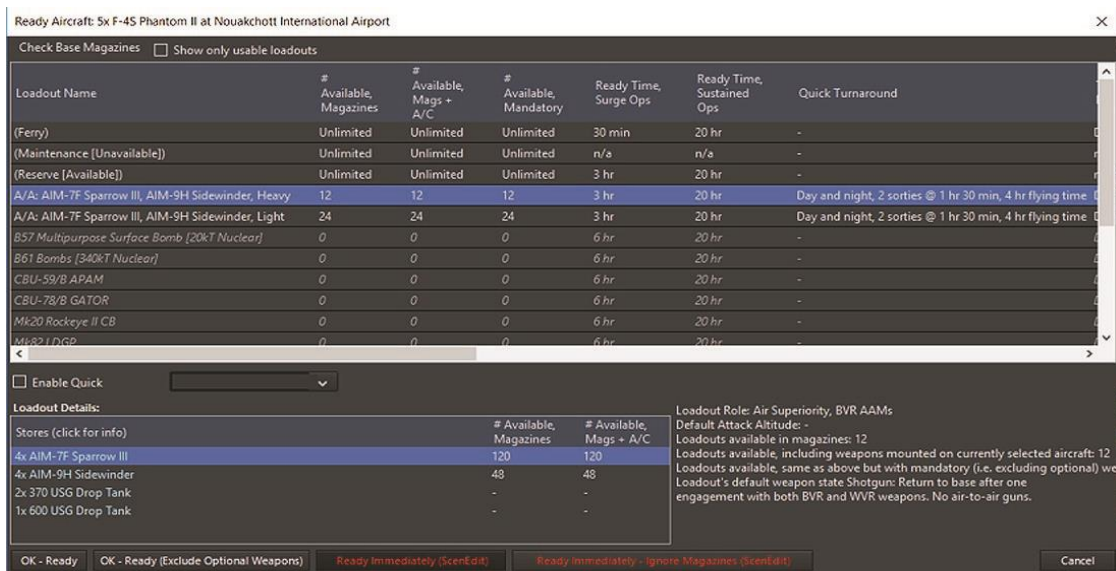 Ready Aircraft: 5x F-4S Phantom II at Nouakchott International Airport
Check Base Magazines Show only usable loadouts
Loadout Name # Available, Magazines # Available, Mags + A/C # Available, Mandatory Ready Time, Surge Ops Ready Time, Sustained Ops Quick Turnaround
(Ferry) Unlimited Unlimited Unlimited 30 min 20 hr -
(Maintenance [Unavailable]) Unlimited Unlimited Unlimited n/a n/a -
(Reserve [Available]) Unlimited Unlimited Unlimited 3 hr 20 hr -
A/A: AIM-7F Sparrow III, AIM-9H Sidewinder, Heavy 12 12 12 3 hr 20 hr Day and night, 2 sorties @ 1 hr 30 min, 4 hr flying time
A/A: AIM-7F Sparrow III, AIM-9H Sidewinder, Light 24 24 24 3 hr 20 hr Day and night, 2 sorties @ 1 hr 30 min, 4 hr flying time
B57 Multipurpose Surface Bomb [20kT Nuclear] 0 0 0 6 hr 20 hr -
B61 Bombs [340kT Nuclear] 0 0 0 6 hr 20 hr -
CBU-59/B APAM 0 0 0 6 hr 20 hr -
CBU-78/B GATOR 0 0 0 6 hr 20 hr -
Mk20 Rockeye II CB 0 0 0 6 hr 20 hr -
Mk82 LDGP 0 0 0 6 hr 20 hr -
Enable Quick
Loadout Details:
Stores (click for info) # Available, Magazines # Available, Mags + A/C
4x AIM-7F Sparrow III 120 120
4x AIM-9H Sidewinder 48 48
2x 370 USG Drop Tank - -
1x 600 USG Drop Tank - -
Loadout Role: Air Superiority, BVR AAMs
Default Attack Altitude: -
Loadouts available in magazines: 12
Loadouts available, including weapons mounted on currently selected aircraft: 12
Loadouts available, same as above but with mandatory (i.e. excluding optional) we
Loadout's default weapon state Shotgun: Return to base after one
engagement with both BVR and WVR weapons. No air-to-air guns.
OK - Ready OK - Ready (Exclude Optional Weapons) Ready Immediately (ScenEdit) Ready Immediately - Ignore Magazines (ScenEdit) Cancel